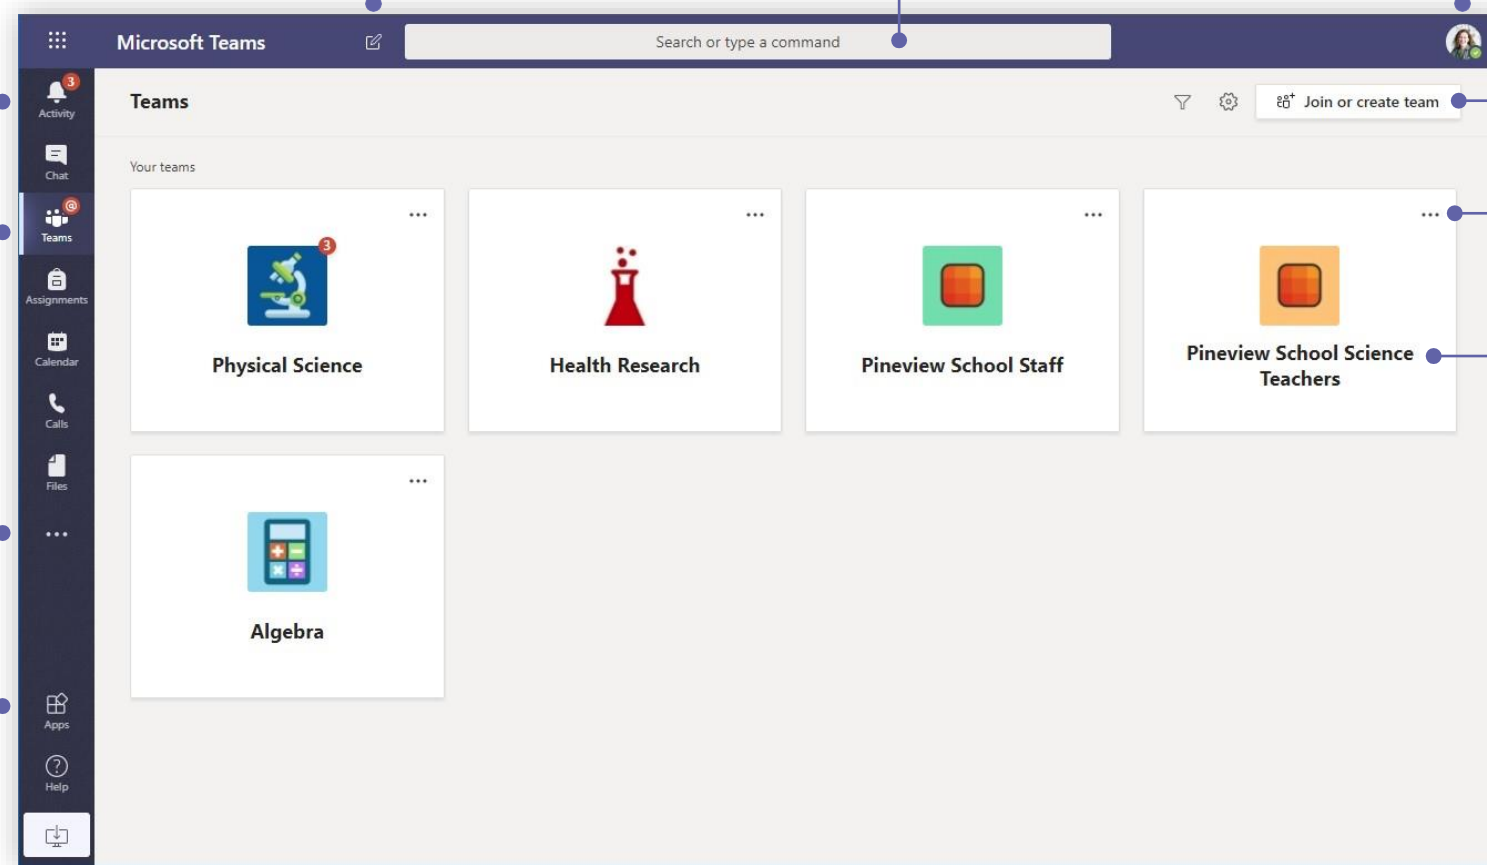 Microsoft Teams
Search or type a command
3
Activity
Chat
@
Teams
Assignments
Calendar
Calls
Files
Apps
Help
Teams
Join or create team
Your teams
3
Physical Science
Health Research
Pineview School Staff
Pineview School Science
Teachers
Algebra